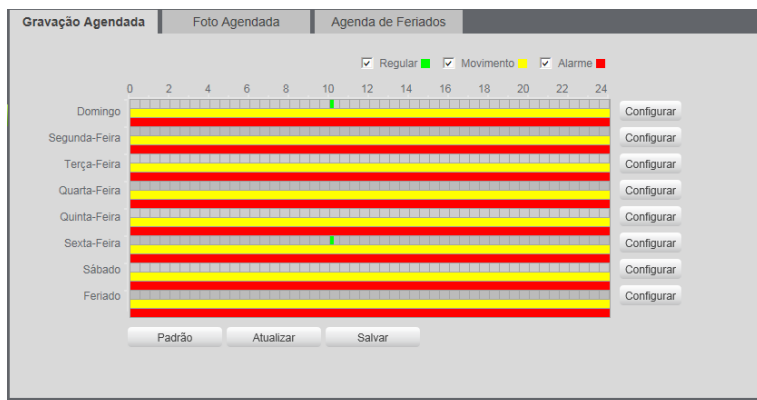 Gravação Agendada Foto Agendada Agenda de Feriados
Regular Movimento Alarme
0 2 4 6 8 10 12 14 16 18 20 22 24
Domingo Configurar
Segunda-Feira Configurar
Terça-Feira Configurar
Quarta-Feira Configurar
Quinta-Feira Configurar
Sexta-Feira Configurar
Sábado Configurar
Feriado Configurar
Padrão Atualizar Salvar